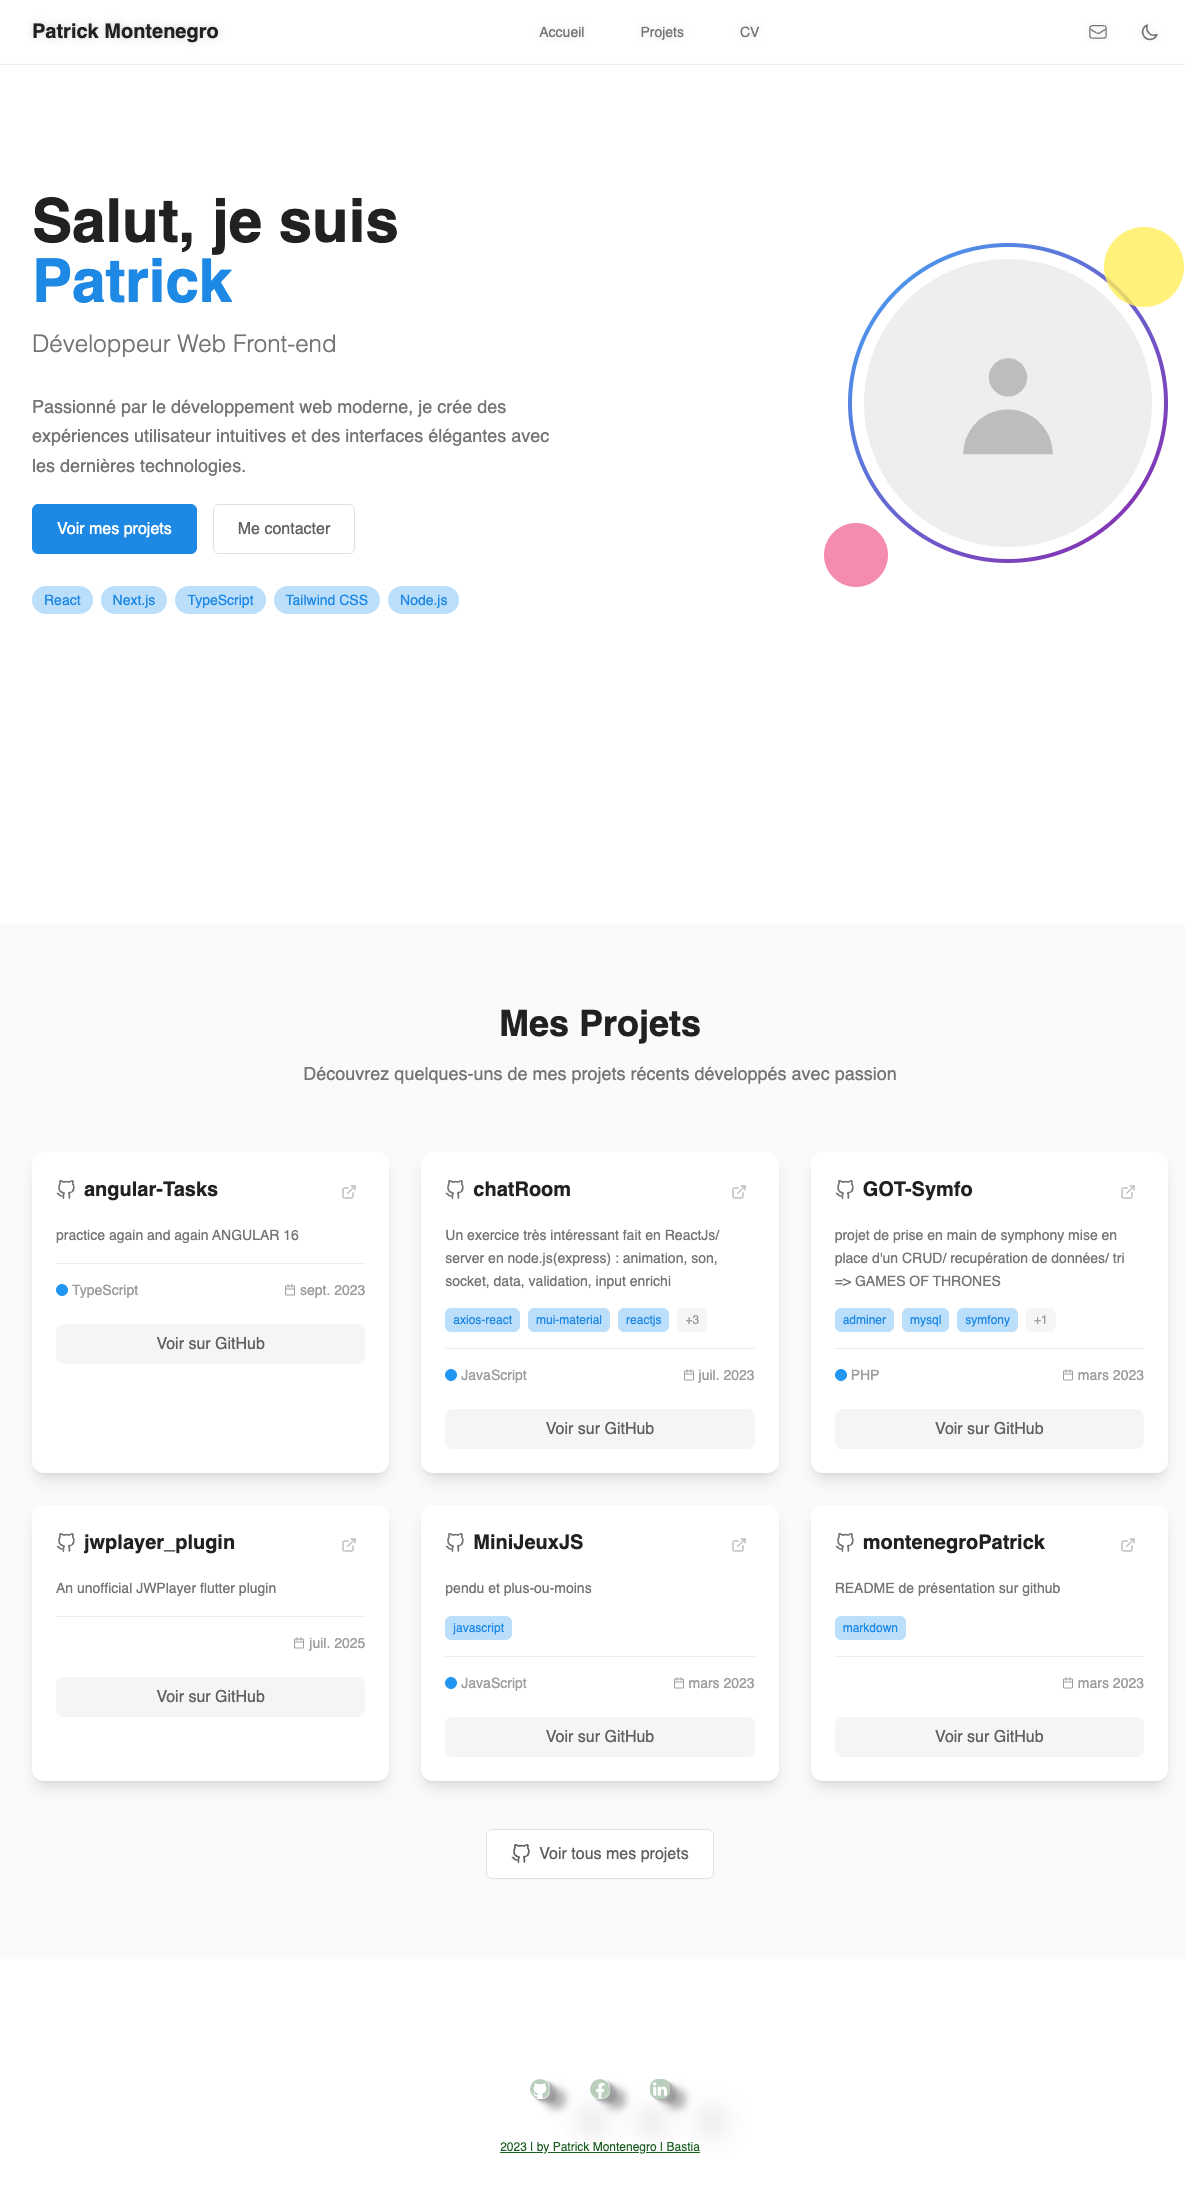 Patrick Montenegro
Accueil
Projets
CV
Salut, je suis
Patrick
Développeur Web Front-end
Passionné par le développement web moderne, je crée des
expériences utilisateur intuitives et des interfaces élégantes avec
les dernières technologies.
Voir mes projets
Me contacter
React
Next.js
TypeScript
Tailwind CSS
Node.js
Mes Projets
Découvrez quelques-uns de mes projets récents développés avec passion
angular-Tasks
practice again and again ANGULAR 16
TypeScript
sept. 2023
Voir sur GitHub
chatRoom
Un exercice très intéressant fait en ReactJs/
server en node.js(express) : animation, son,
socket, data, validation, input enrichi
axios-react
mui-material
reactjs
+3
JavaScript
juil. 2023
Voir sur GitHub
GOT-Symfo
projet de prise en main de symphony mise en
place d'un CRUD/ recupération de données/ tri
=> GAMES OF THRONES
adminer
mysql
symfony
+1
PHP
mars 2023
Voir sur GitHub
jwplayer_plugin
An unofficial JWPlayer flutter plugin
juil. 2025
Voir sur GitHub
MiniJeuxJS
pendu et plus-ou-moins
javascript
JavaScript
mars 2023
Voir sur GitHub
montenegroPatrick
README de présentation sur github
markdown
mars 2023
Voir sur GitHub
Voir tous mes projets
2023 | by Patrick Montenegro | Bastia